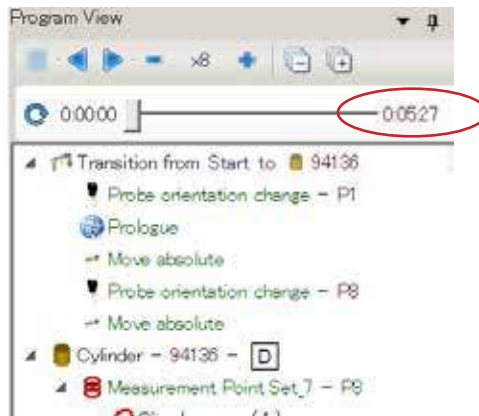 Program View
x8
0:00:00 0:05:27
Transition from Start to 94136
Probe orientation change - P1
Prologue
Move absolute
Probe orientation change - P8
Move absolute
Cylinder - 94136 - D
Measurement Point Set_7 - P8